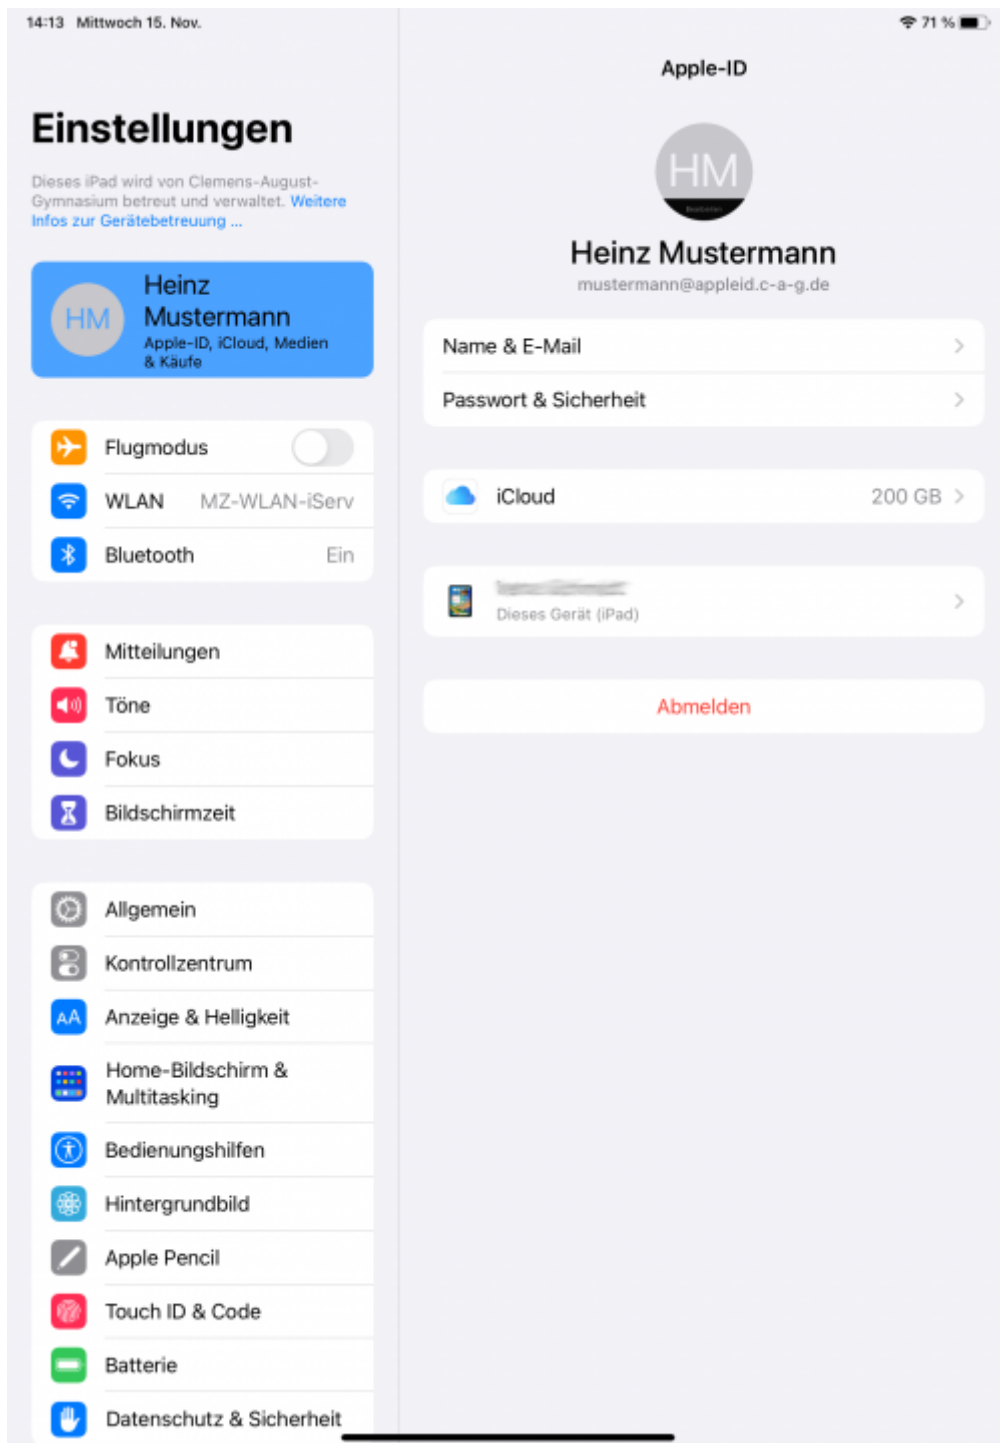 14:13 Mittwoch 15. Nov.
71 %
Einstellungen
Dieses iPad wird von Clemens-August-
Gymnasium betreut und verwaltet. Weitere
Infos zur Gerätebetreuung ...
HM
Heinz
Mustermann
Apple-ID, iCloud, Medien
& Käufe
Flugmodus
WLAN MZ-WLAN-iServ
Bluetooth Ein
Mitteilungen
Töne
Fokus
Bildschirmzeit
Allgemein
Kontrollzentrum
AA Anzeige & Helligkeit
Home-Bildschirm &
Multitasking
Bedienungshilfen
Hintergrundbild
Apple Pencil
Touch ID & Code
Batterie
Datenschutz & Sicherheit
Apple-ID
HM
Bearbeiten
Heinz Mustermann
mustermann@appleid.c-a-g.de
Name & E-Mail
Passwort & Sicherheit
iCloud 200 GB
Dieses Gerät (iPad)
Abmelden